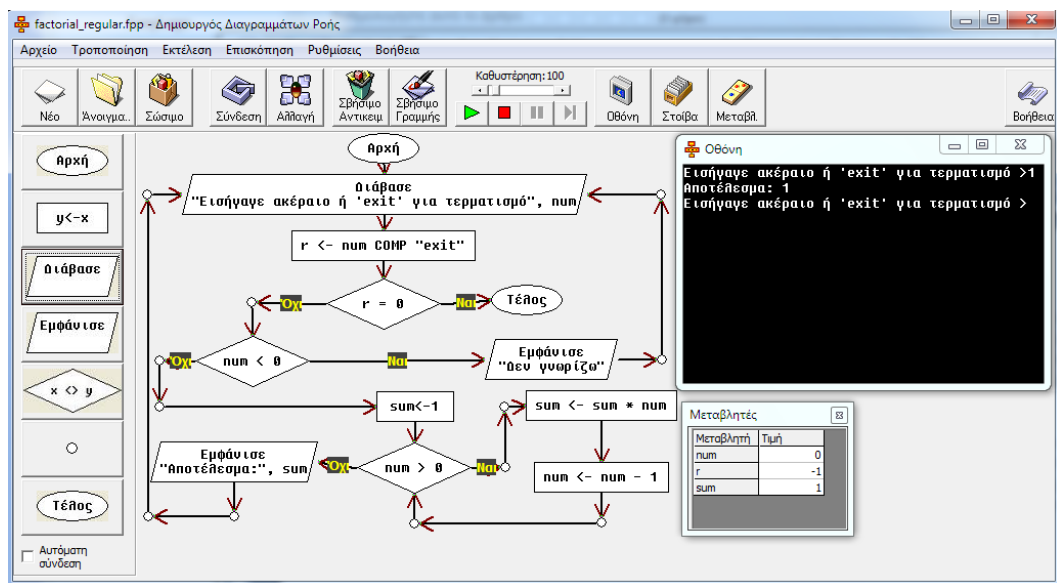 factorial_regular.fpp - Δημιουργός Διαγραμμάτων Ροής
Αρχείο Τροποποίηση Εκτέλεση Επισκόπηση Ρυθμίσεις Βοήθεια
Καθυστέρηση: 100
Νέο Άνοιγμα.. Σώσιμο Σύνδεση Αλλαγή Σβήσιμο Αντικειμ Σβήσιμο Γραμμής Οθόνη Στοίβα Μεταβλ. Βοήθεια
Αρχή
y<-x
Διάβασε
Εμφάνισε
x <> y
Τέλος
Αυτόματη
σύνδεση
Αρχή
Διάβασε
"Εισήγαγε ακέραιο ή 'exit' για τερματισμό", num
r <- num COMP "exit"
Όχι r = 0 Ναι Τέλος
Όχι num < 0 Ναι
Εμφάνισε
"Δεν γνωρίζω"
sum<-1
sum <- sum * num
Εμφάνισε
"Αποτέλεσμα:", sum
Όχι num > 0 Ναι
num <- num - 1
Οθόνη
Εισήγαγε ακέραιο ή 'exit' για τερματισμό >1
Αποτέλεσμα: 1
Εισήγαγε ακέραιο ή 'exit' για τερματισμό >
Μεταβλητές
Μεταβλητή Τιμή
num 0
r -1
sum 1